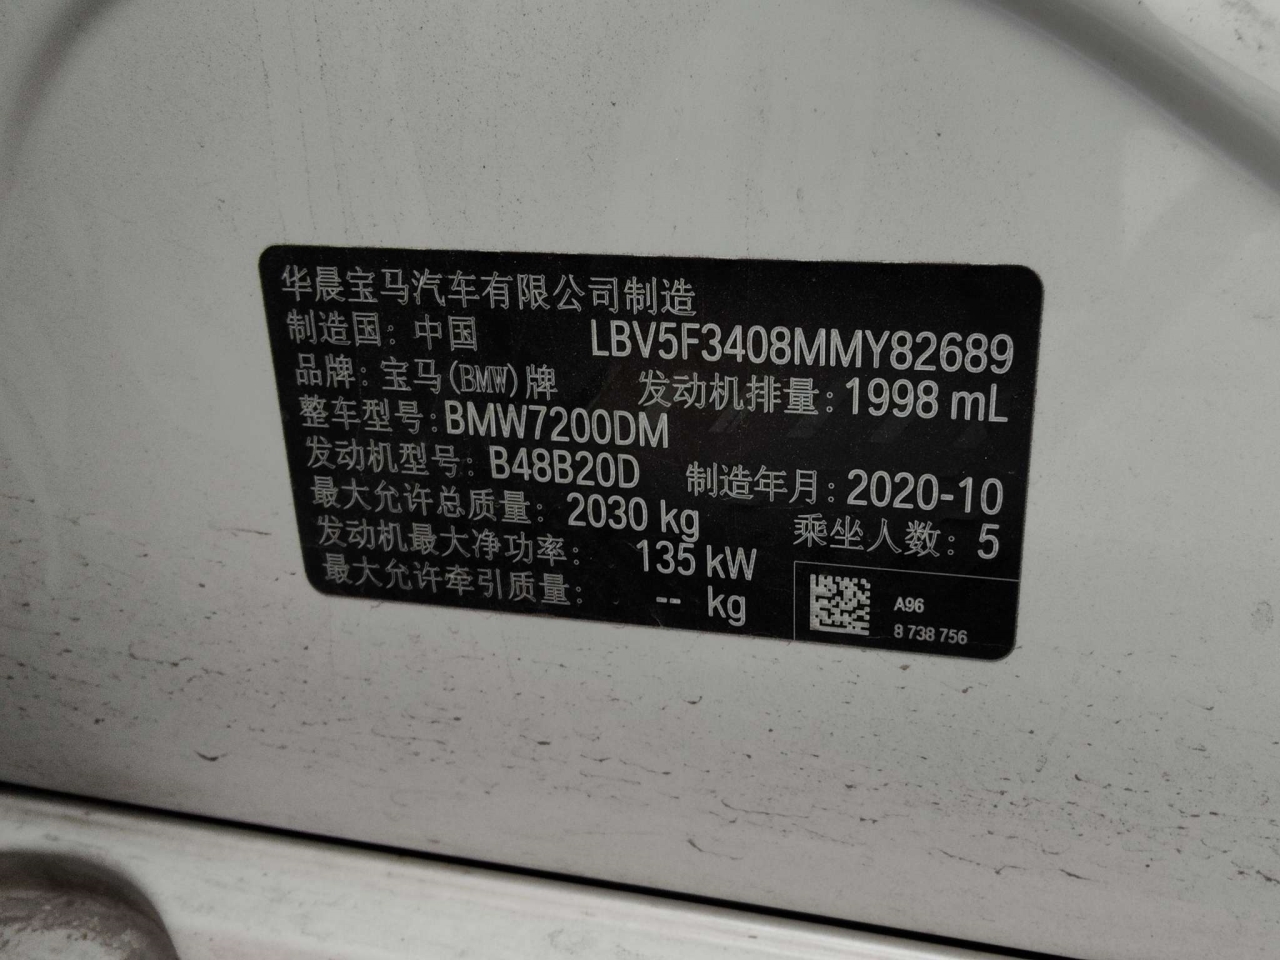 华晨宝马汽车有限公司制造
制造国：中国 LBV5F3408MMY82689
品牌：宝马(BMW)牌 发动机排量：1998 mL
整车型号：BMW7200DM
发动机型号：B48B20D 制造年月：2020-10
最大允许总质量：2030 kg 乘坐人数：5
发动机最大净功率：135 kW
最大允许牵引质量：-- kg
A96
8 738 756